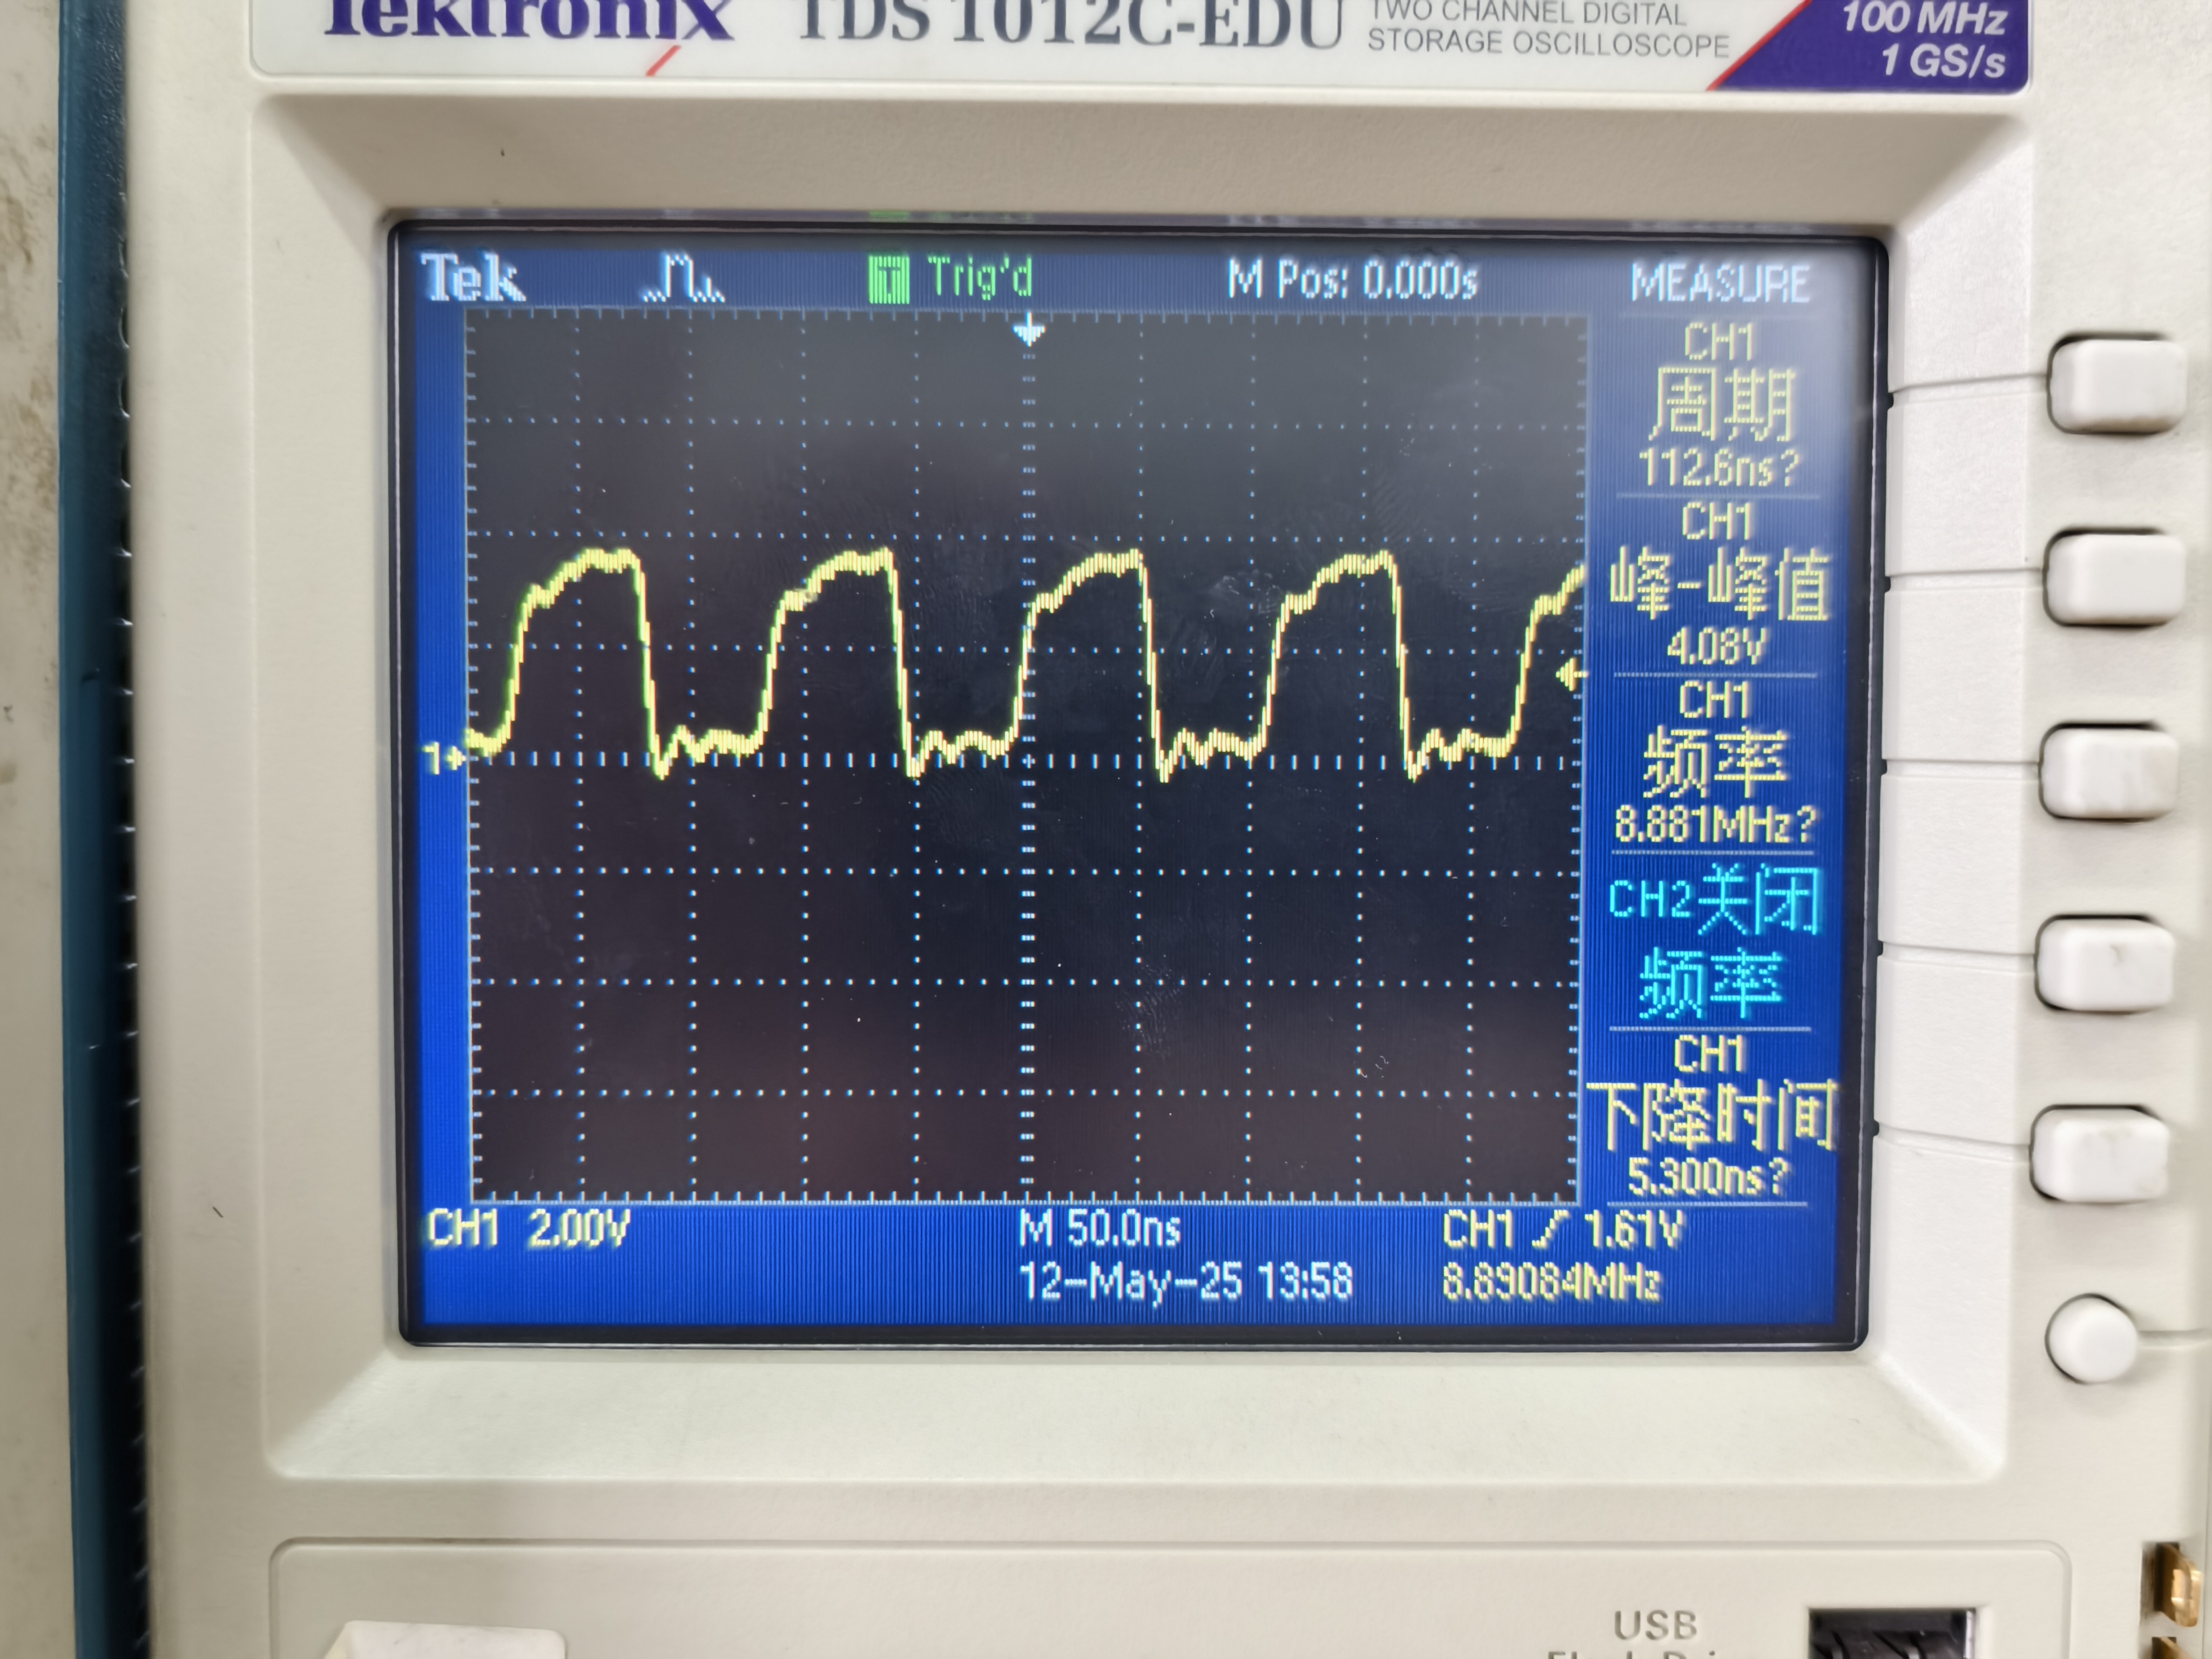 Tektronix TDS 1012C-EDU TWO CHANNEL DIGITAL STORAGE OSCILLOSCOPE
100 MHz
1 GS/s
Tek Trig'd M Pos: 0.000s MEASURE
CH1
周期
112.6ns?
CH1
峰-峰值
4.08V
CH1
频率
8.881MHz?
CH2关闭
频率
CH1
下降时间
5.300ns?
1
CH1 2.00V M 50.0ns CH1 1.61V
12-May-25 13:58 8.89084MHz
USB